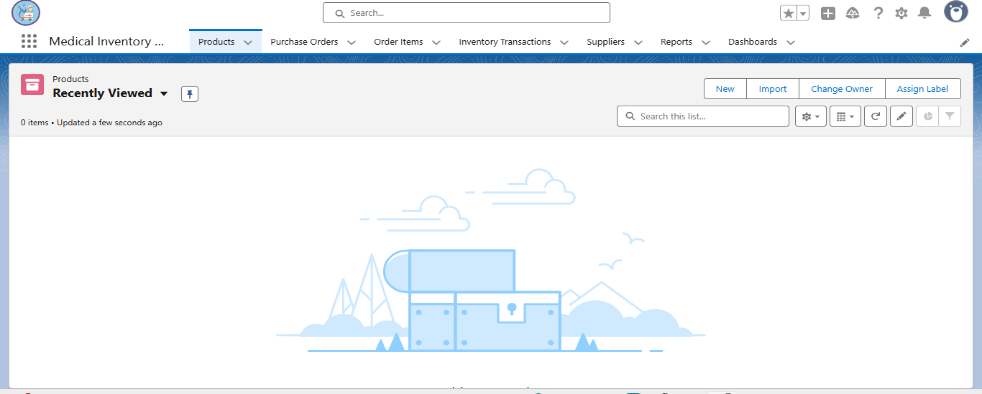 Search...
Medical Inventory ...
Products
Purchase Orders
Order Items
Inventory Transactions
Suppliers
Reports
Dashboards
Products
Recently Viewed
New
Import
Change Owner
Assign Label
0 items • Updated a few seconds ago
Search this list...